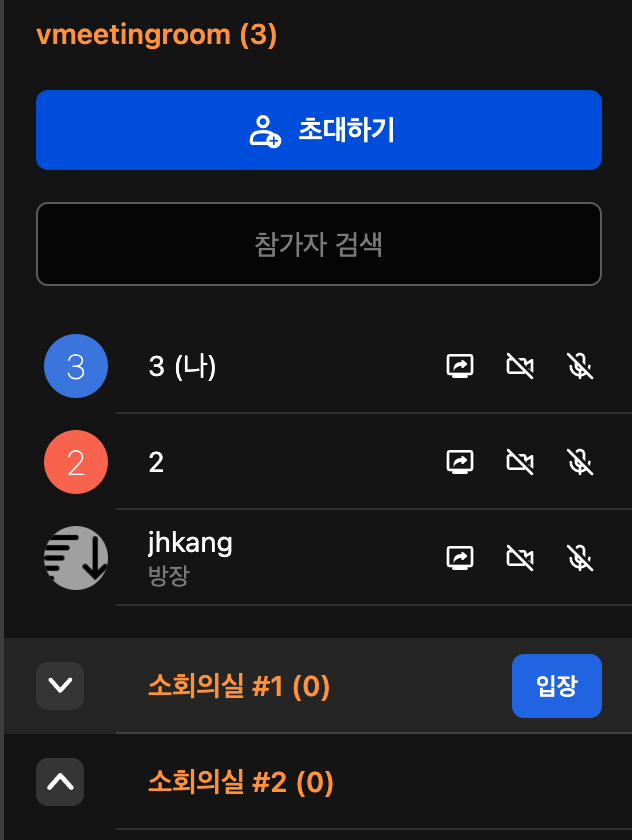 vmeetingroom (3)
초대하기
참가자 검색
3 3 (나)
2 2
jhkang
방장
소회의실 #1 (0) 입장
소회의실 #2 (0)